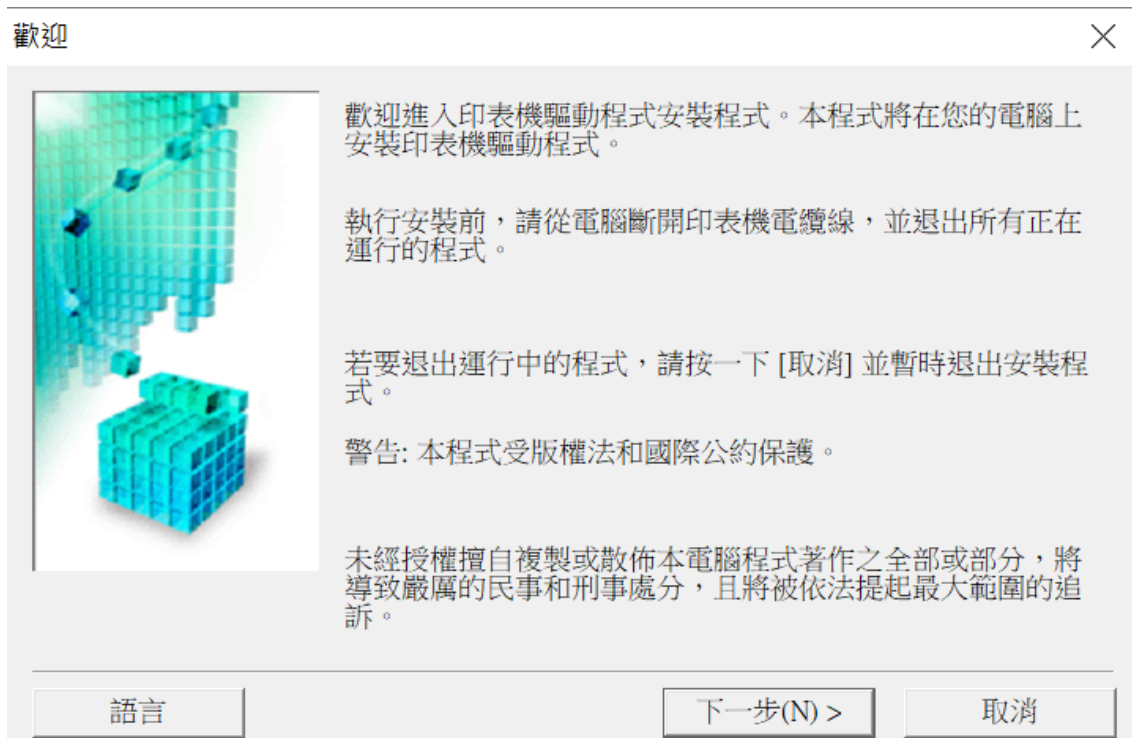 歡迎
歡迎進入印表機驅動程式安裝程式。本程式將在您的電腦上
安裝印表機驅動程式。
執行安裝前，請從電腦斷開印表機電纜線，並退出所有正在
運行的程式。
若要退出運行中的程式，請按一下 [取消] 並暫時退出安裝程
式。
警告: 本程式受版權法和國際公約保護。
未經授權擅自複製或散佈本電腦程式著作之全部或部分，將
導致嚴厲的民事和刑事處分，且將被依法提起最大範圍的追
訴。
語言
下一步(N) >
取消